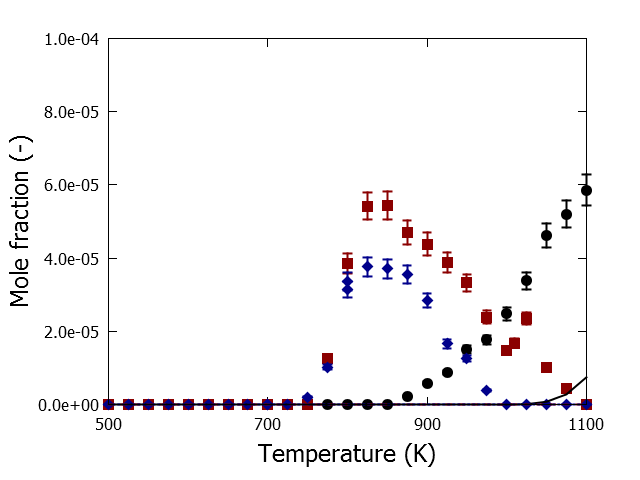 1.0e-04
8.0e-05
6.0e-05
4.0e-05
2.0e-05
0.0e+00
Mole fraction (-)
500
700
900
1100
Temperature (K)